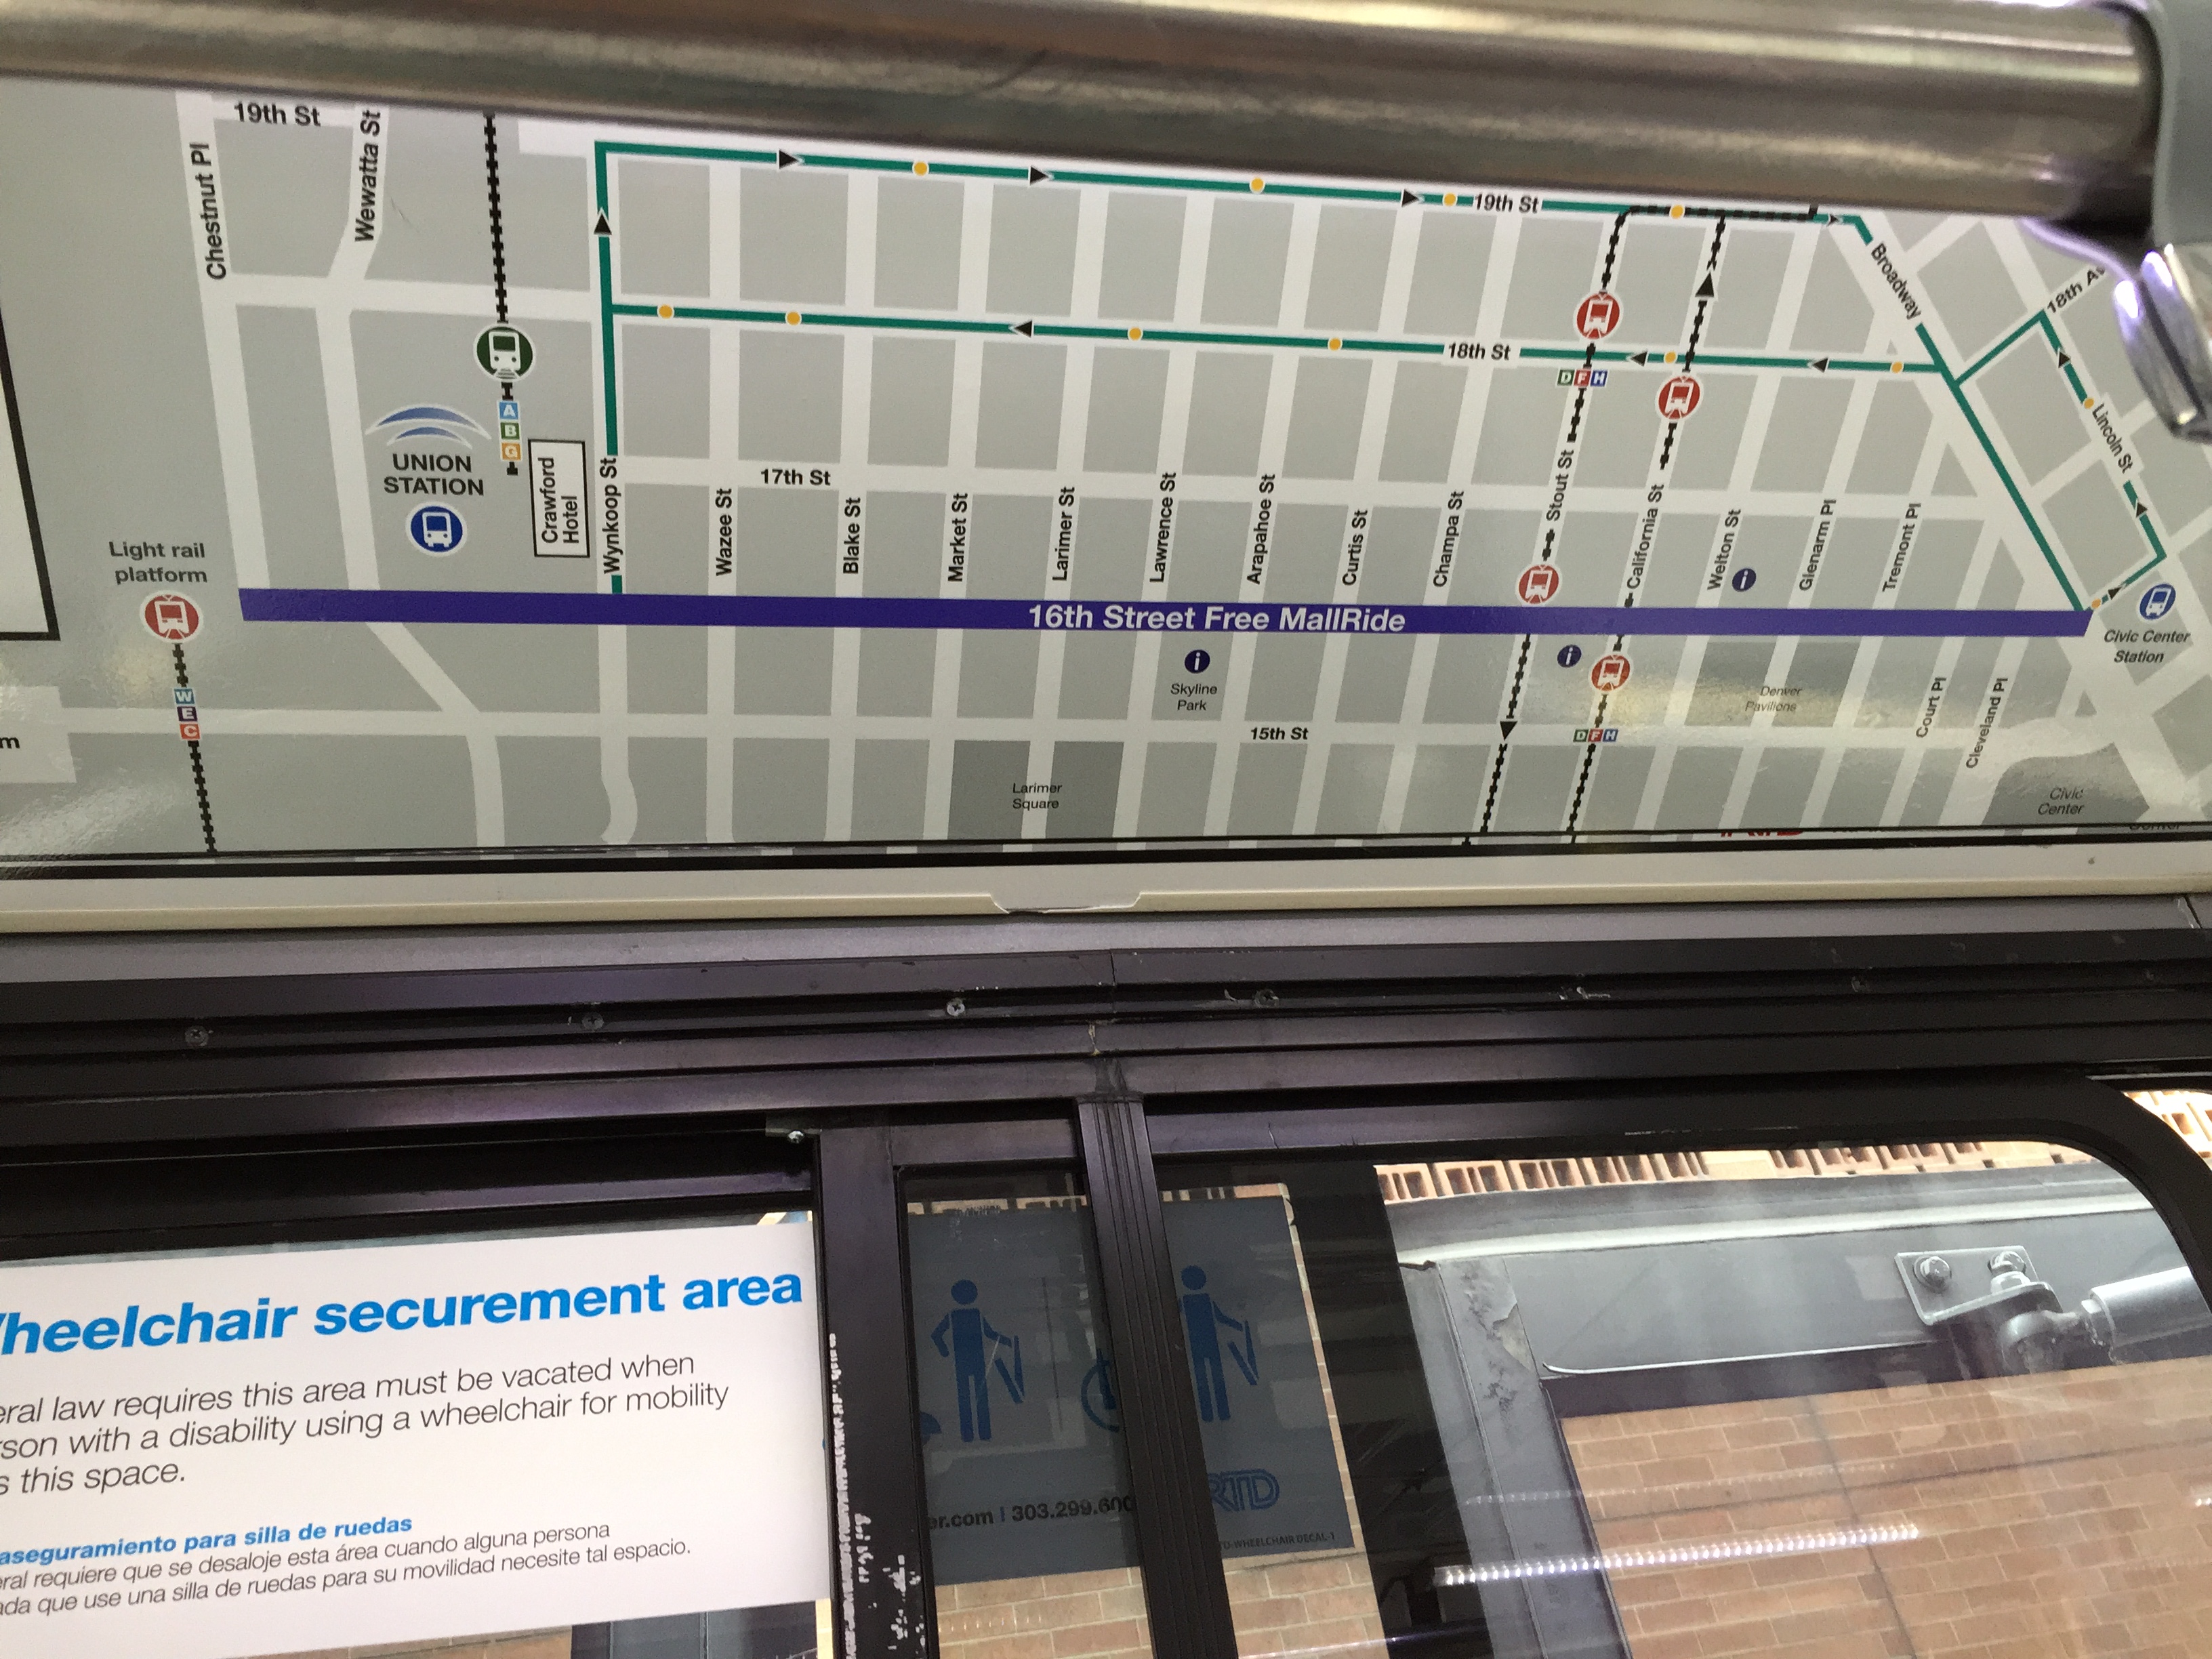 19th St
Chestnut Pl
Wewatta St
19th St
Broadway
18th
18th St
D F H
A
B
G
UNION
STATION
Crawford
Hotel
Lincoln St
17th St
Wynkoop St
Wazee St
Blake St
Market St
Larimer St
Lawrence St
Arapahoe St
Curtis St
Champa St
Stout St
California St
Welton St
i
Glenarm Pl
Tremont Pl
Light rail
platform
16th Street Free MallRide
Civic Center
Station
i
Skyline
Park
i
W
E
C
Denver
Pavilions
Court Pl
Cleveland Pl
m
15th St
D F H
Larimer
Square
Civic
Center
heelchair securement area
eral law requires this area must be vacated when
rson with a disability using a wheelchair for mobility
s this space.
aseguramiento para silla de ruedas
eral requiere que se desaloje esta área cuando alguna persona
ada que use una silla de ruedas para su movilidad necesite tal espacio.
er.com | 303.299.600
RTD
TD-WHEELCHAIR DECAL-1